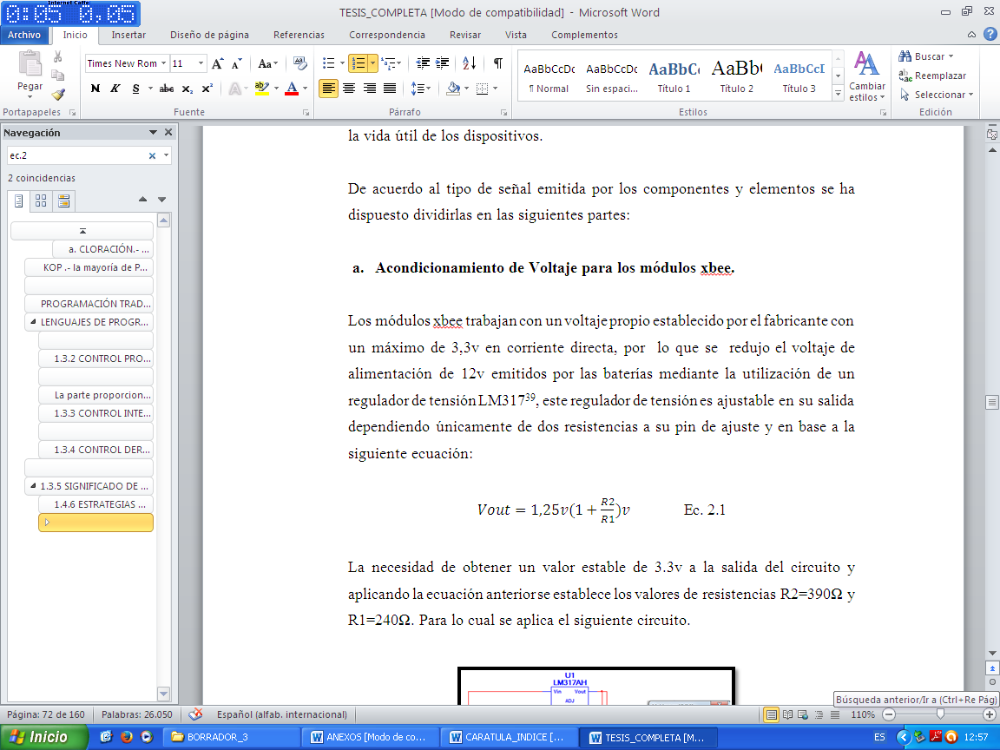 Internet Caffe
0:05 0,05
TESIS_COMPLETA [Modo de compatibilidad] - Microsoft Word
Archivo Inicio Insertar Diseño de página Referencias Correspondencia Revisar Vista Complementos
Pegar
Times New Rom 11
Aa
N K S abc x₂ x² A ab A
AaBbCcDc AaBbCcDc AaBbC AaBb AaBbCcI
¶ Normal Sin espaci... Título 1 Título 2 Título 3
Cambiar estilos
Buscar
Reemplazar
Seleccionar
Portapapeles Fuente Párrafo Estilos Edición
Navegación
ec.2
2 coincidencias
a. CLORACIÓN.- ...
KOP .- la mayoría de P...
PROGRAMACIÓN TRAD...
LENGUAJES DE PROGR...
1.3.2 CONTROL PRO...
La parte proporcion...
1.3.3 CONTROL INTE...
1.3.4 CONTROL DER...
1.3.5 SIGNIFICADO DE ...
1.4.6 ESTRATEGIAS ...
la vida útil de los dispositivos.
De acuerdo al tipo de señal emitida por los componentes y elementos se ha
dispuesto dividirlas en las siguientes partes:
a. Acondicionamiento de Voltaje para los módulos xbee.
Los módulos xbee trabajan con un voltaje propio establecido por el fabricante con
un máximo de 3,3v en corriente directa, por lo que se redujo el voltaje de
alimentación de 12v emitidos por las baterías mediante la utilización de un
regulador de tensión LM317³⁹, este regulador de tensión es ajustable en su salida
dependiendo únicamente de dos resistencias a su pin de ajuste y en base a la
siguiente ecuación:
Vout = 1,25v(1 + R2/R1)v Ec. 2.1
La necesidad de obtener un valor estable de 3.3v a la salida del circuito y
aplicando la ecuación anterior se establece los valores de resistencias R2=390Ω y
R1=240Ω. Para lo cual se aplica el siguiente circuito.
U1
LM317AH
Vin Vout
ADJ
Búsqueda anterior/Ir a (Ctrl+Re Pág)
Página: 72 de 160 Palabras: 26.050 Español (alfab. internacional) 110%
Inicio BORRADOR_3 ANEXOS [Modo de co... CARATULA_INDICE [... TESIS_COMPLETA [M... ES 12:57